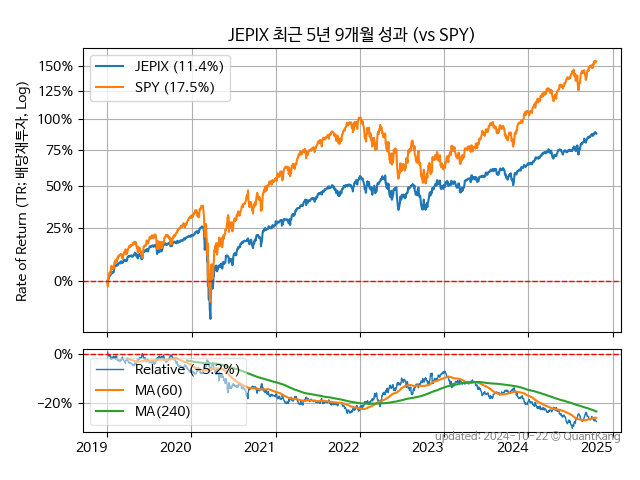 JEPIX 최근 5년 9개월 성과 (vs SPY)
Rate of Return (TR: 배당재투자, Log)
150%
125%
100%
75%
50%
25%
0%
JEPIX (11.4%)
SPY (17.5%)
0%
−20%
Relative (−5.2%)
MA(60)
MA(240)
2019
2020
2021
2022
2023
2024
2025
updated: 2024-10-22 © QuantKang